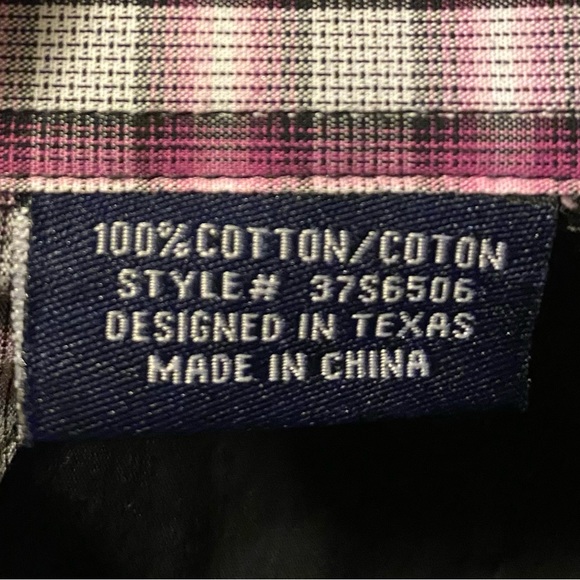 100% COTTON/COTON
STYLE# 37S6506
DESIGNED IN TEXAS
MADE IN CHINA